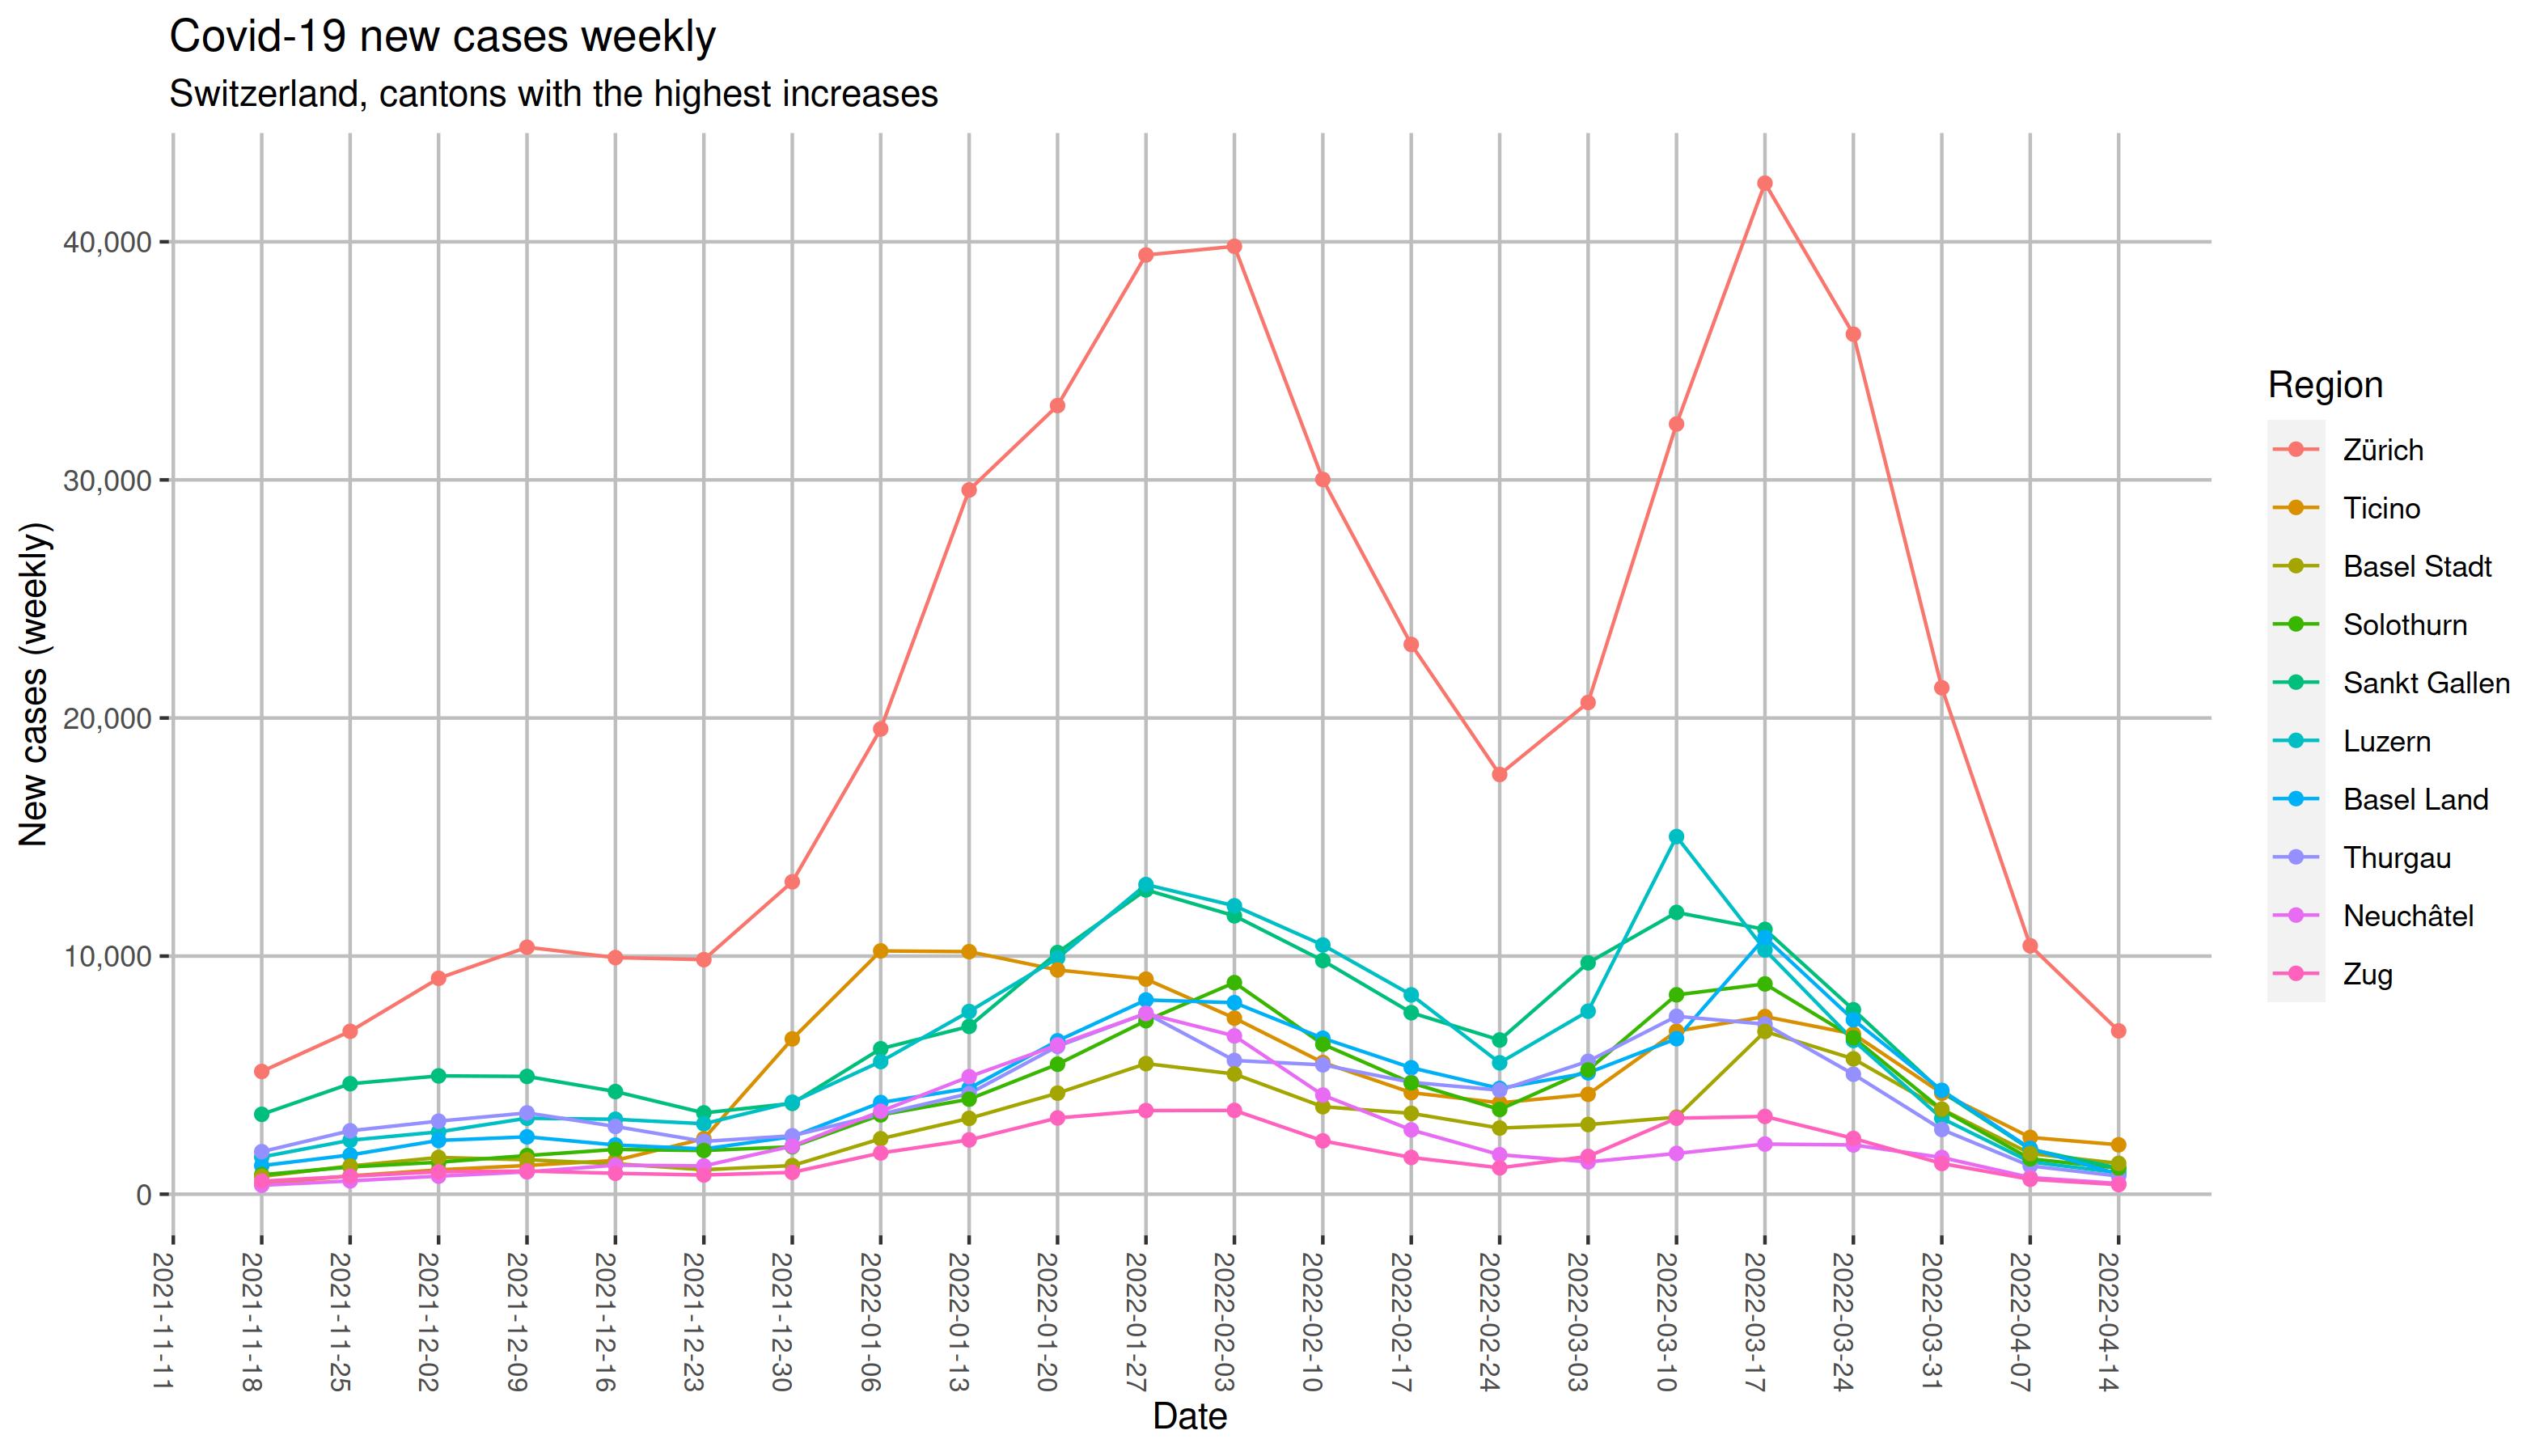 Covid-19 new cases weekly
Switzerland, cantons with the highest increases
New cases (weekly)
40,000
30,000
20,000
10,000
0
2021-11-11
2021-11-18
2021-11-25
2021-12-02
2021-12-09
2021-12-16
2021-12-23
2021-12-30
2022-01-06
2022-01-13
2022-01-20
2022-01-27
2022-02-03
2022-02-10
2022-02-17
2022-02-24
2022-03-03
2022-03-10
2022-03-17
2022-03-24
2022-03-31
2022-04-07
2022-04-14
Date
Region
Zürich
Ticino
Basel Stadt
Solothurn
Sankt Gallen
Luzern
Basel Land
Thurgau
Neuchâtel
Zug